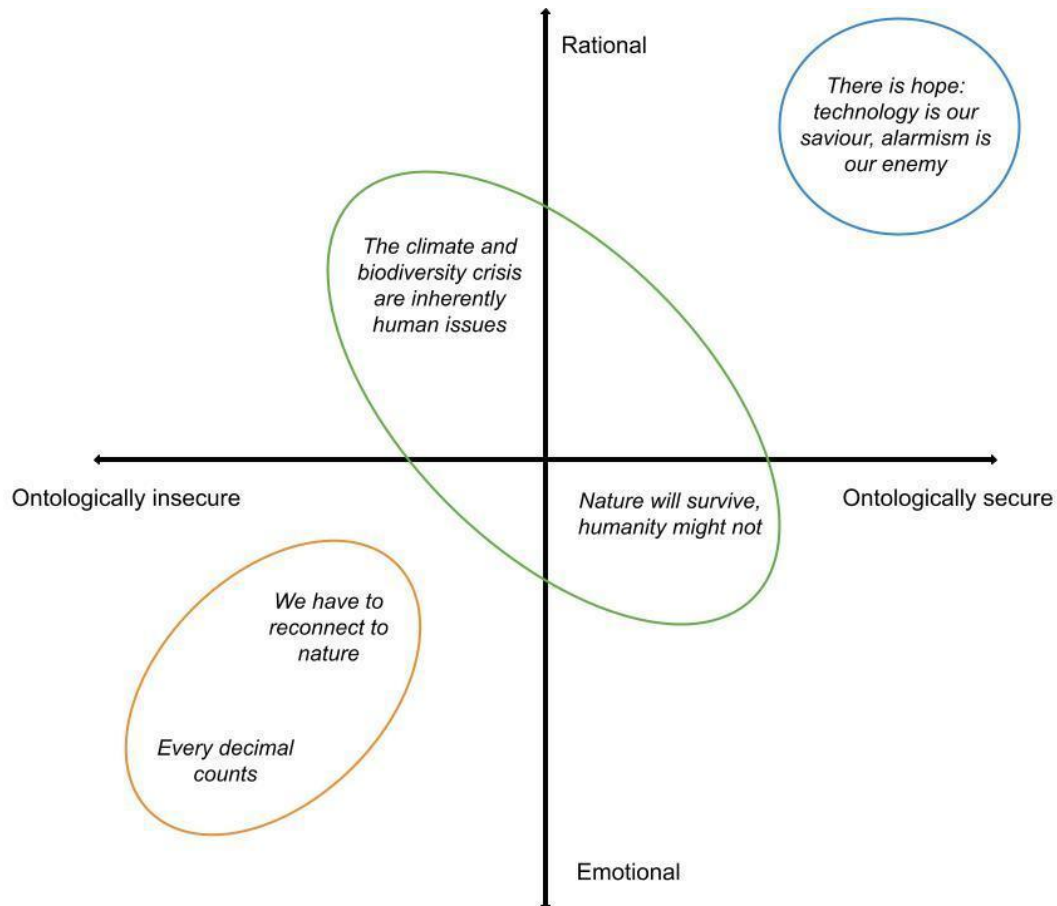 Rational
There is hope:
technology is our
saviour, alarmism is
our enemy
The climate and
biodiversity crisis
are inherently
human issues
Ontologically insecure
Nature will survive,
humanity might not
Ontologically secure
We have to
reconnect to
nature
Every decimal
counts
Emotional